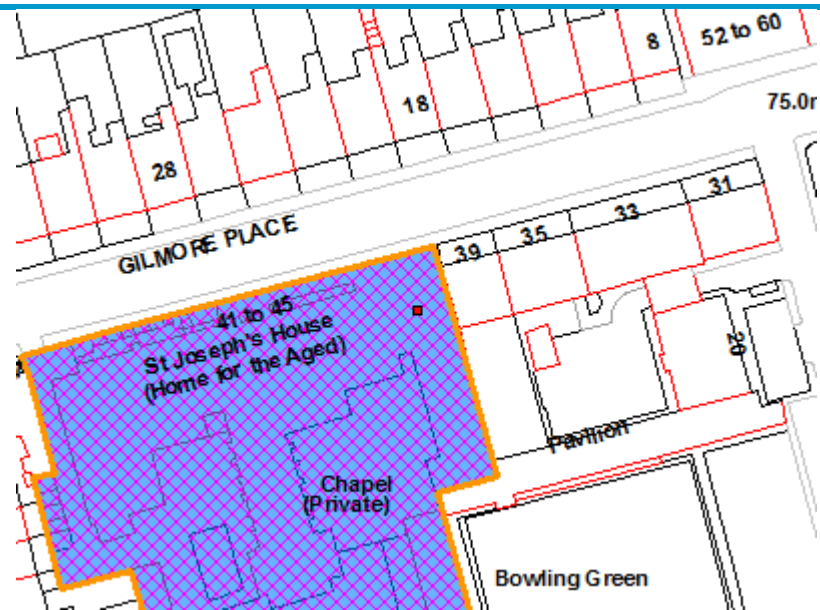 8
52 to 60
18
75.0m
28
31
33
35
39
GILMORE PLACE
41 to 45
St Joseph's House
(Home for the Aged)
20
Pavilion
Chapel
(Private)
Bowling Green